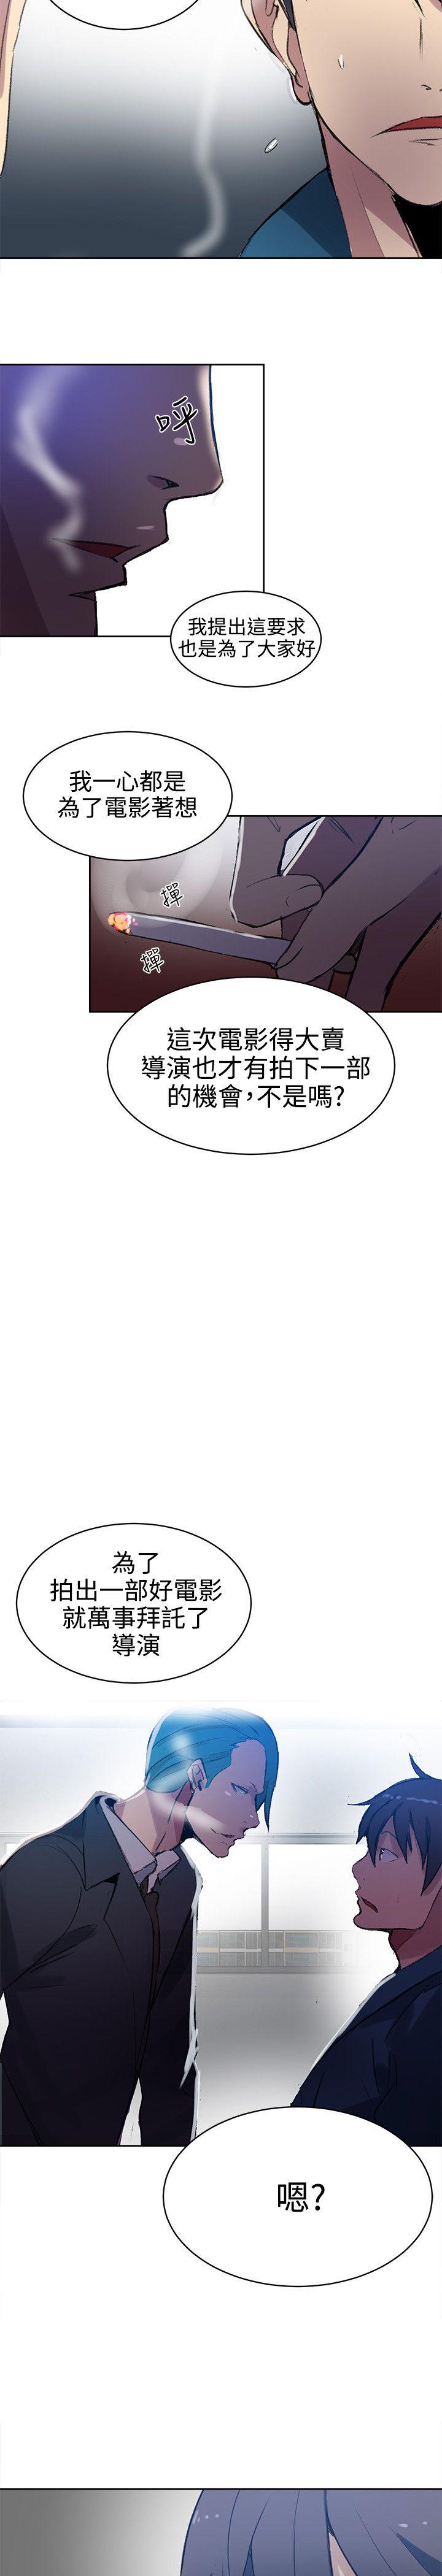 呼
我提出這要求
也是為了大家好
我一心都是
為了電影著想
揮
揮
這次電影得大賣
導演也才有拍下一部
的機會，不是嗎?
為了
拍出一部好電影
就萬事拜託了
導演
嗯?